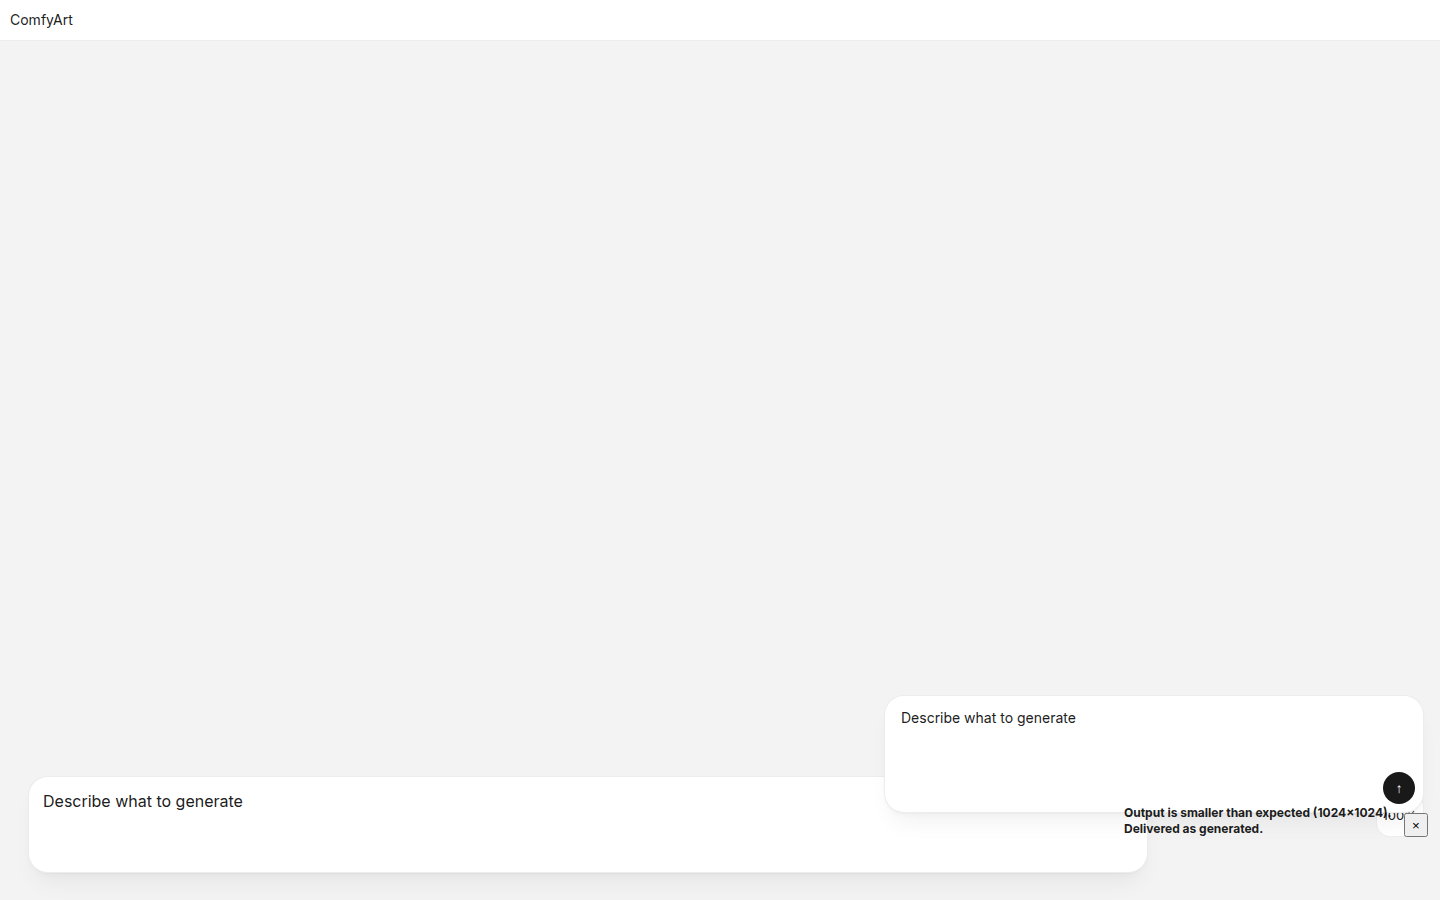 ComfyArt
Describe what to generate
↑
Describe what to generate
Output is smaller than expected (1024×1024).
Delivered as generated.
×